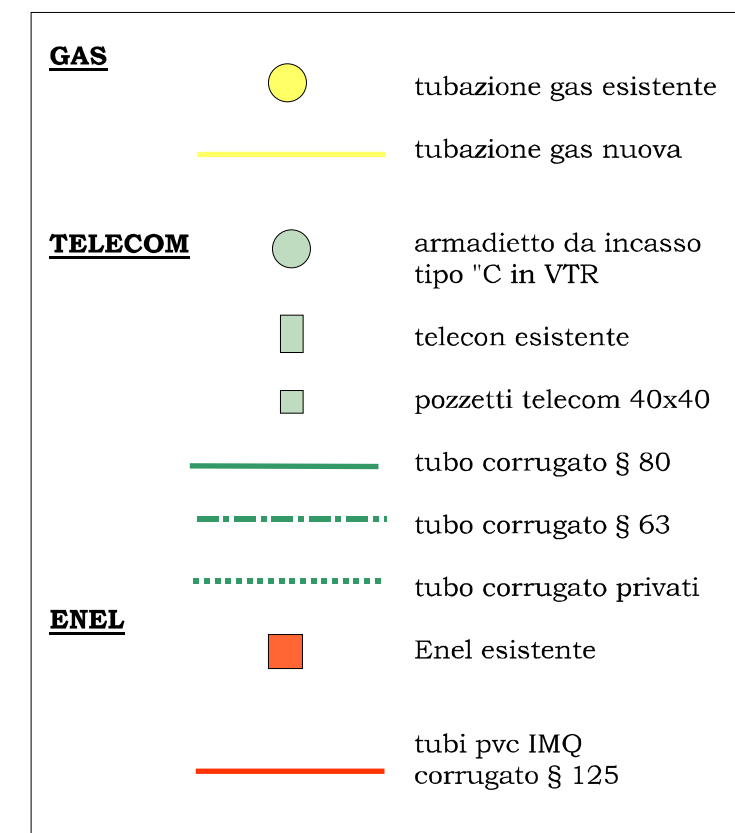 GAS
tubazione gas esistente
tubazione gas nuova
TELECOM
armadietto da incasso
tipo "C in VTR
telecon esistente
pozzetti telecom 40x40
tubo corrugato § 80
tubo corrugato § 63
tubo corrugato privati
ENEL
Enel esistente
tubi pvc IMQ
corrugato § 125